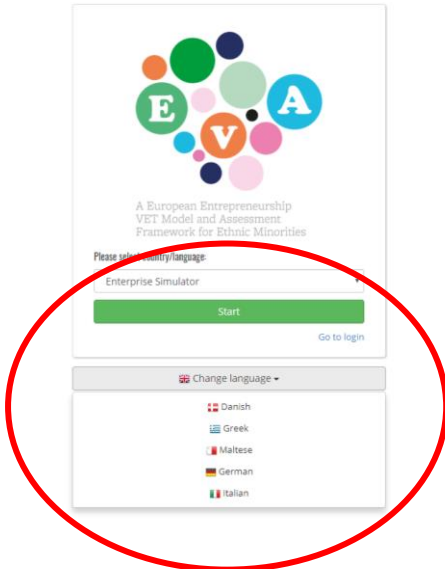 E V A
A European Entrepreneurship
VET Model and Assessment
Framework for Ethnic Minorities
Please select country/language:
Enterprise Simulator
Start
Go to login
Change language
Danish
Greek
Maltese
German
Italian